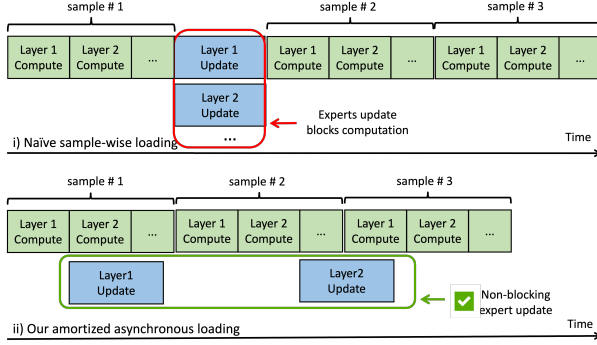 sample # 1
sample # 2
sample # 3
Layer 1
Compute
Layer 2
Compute
...
Layer 1
Update
Layer 1
Compute
Layer 2
Compute
...
Layer 1
Compute
Layer 2
Compute
...
Layer 2
Update
...
Experts update
blocks computation
i) Naïve sample-wise loading
Time
sample # 1
sample # 2
sample # 3
Layer 1
Compute
Layer 2
Compute
...
Layer 1
Compute
Layer 2
Compute
...
Layer 1
Compute
Layer 2
Compute
...
Layer1
Update
Layer2
Update
Non-blocking
expert update
ii) Our amortized asynchronous loading
Time